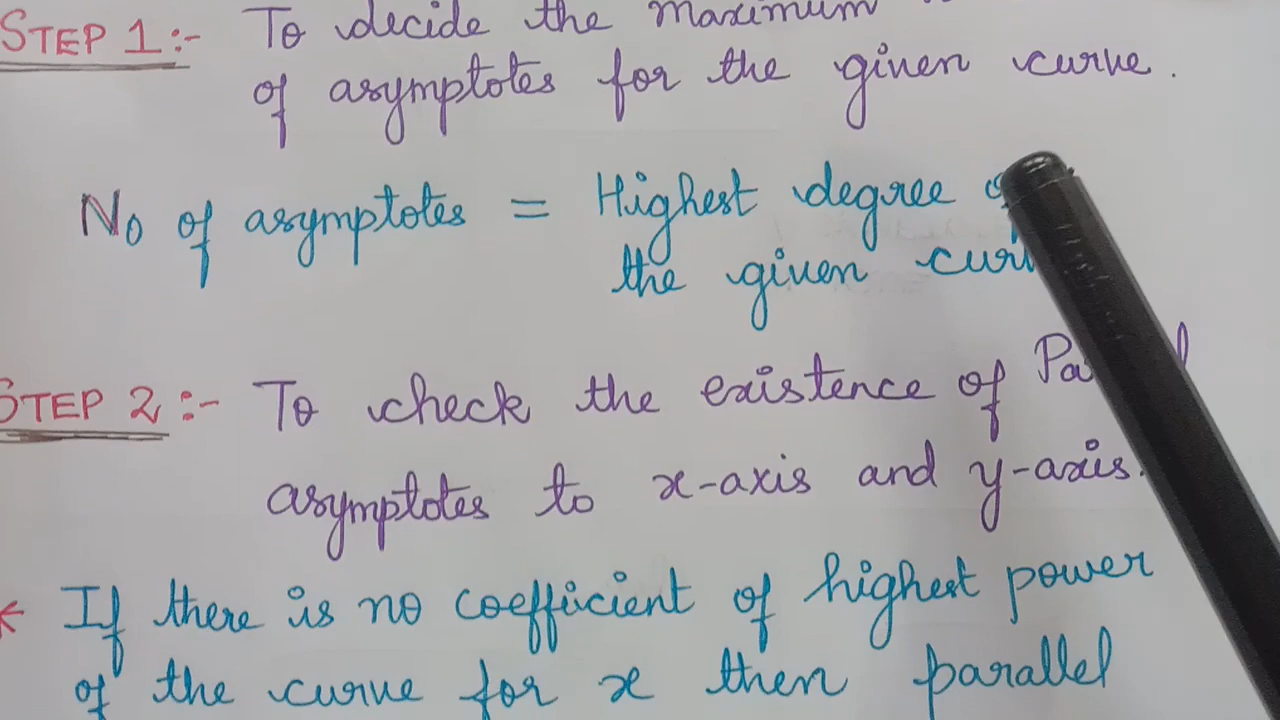 STEP 1:- To decide the maximum
of asymptotes for the given curve.
No of asymptotes = Highest degree
the given
STEP 2:- To check the existence of
asymptotes to x-axis and y-axis.
If there is no coefficient of highest power
of the curve for x then parallel